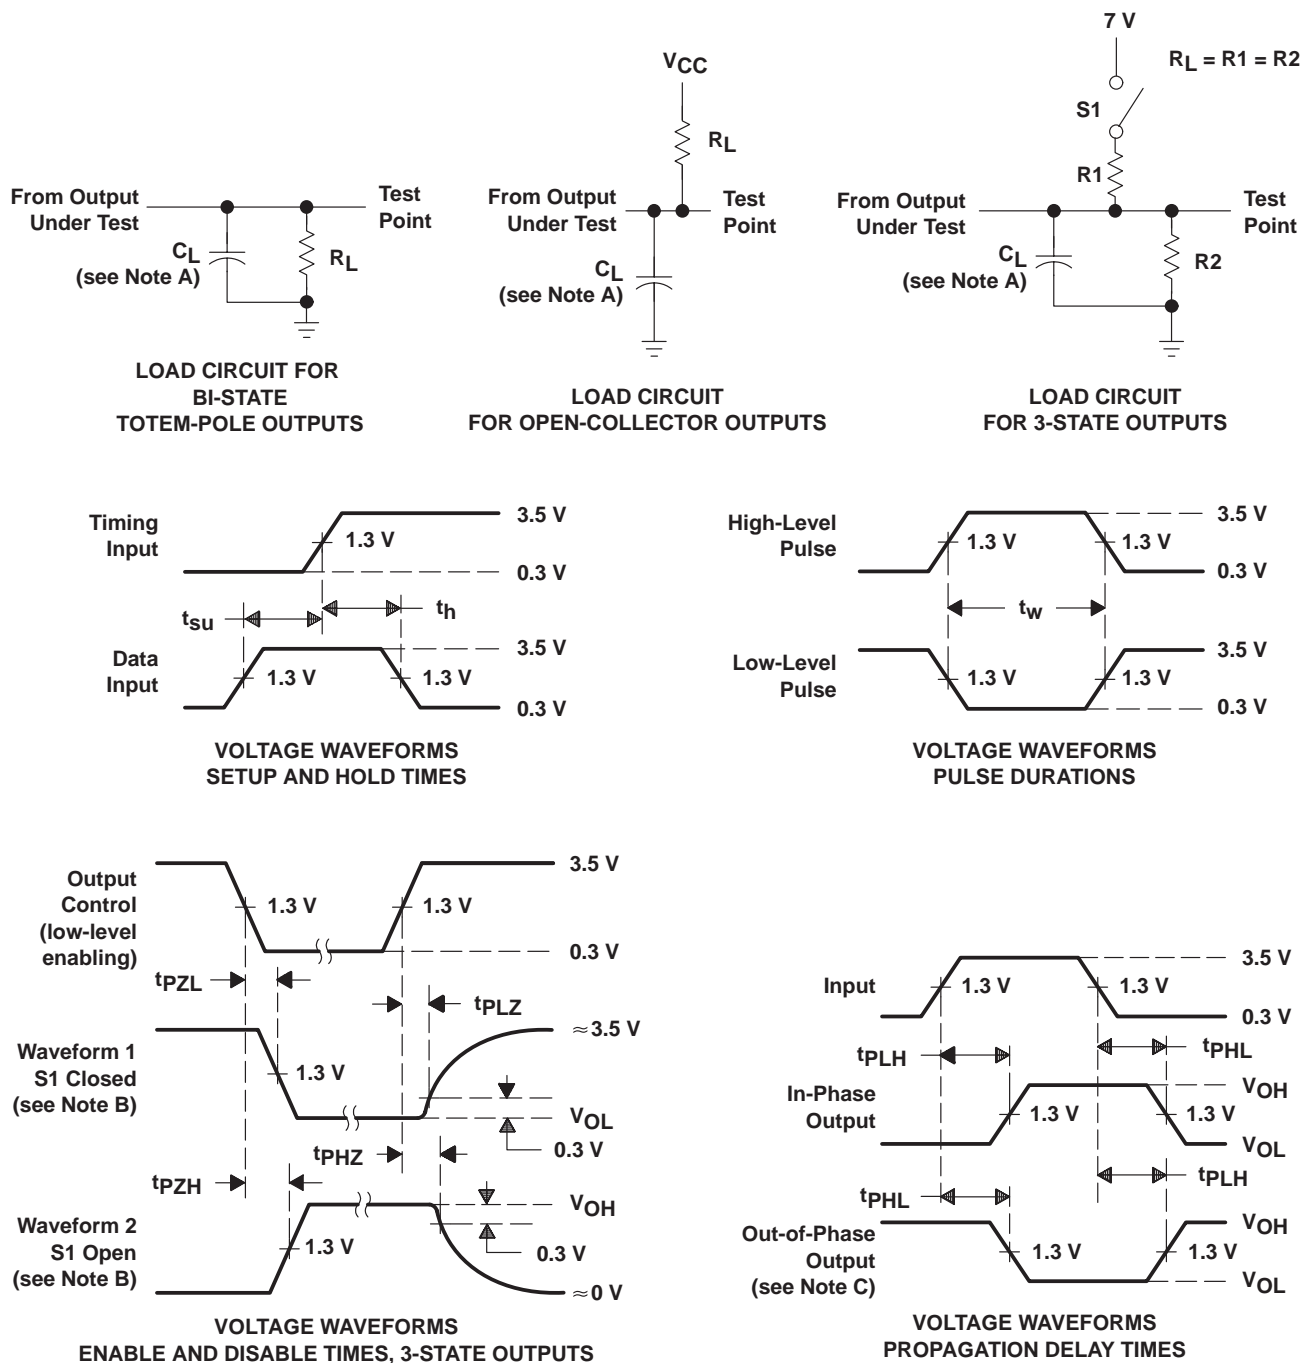 From Output
Under Test
CL
(see Note A)
RL
Test
Point
LOAD CIRCUIT FOR
BI-STATE
TOTEM-POLE OUTPUTS
VCC
RL
From Output
Under Test
CL
(see Note A)
Test
Point
LOAD CIRCUIT
FOR OPEN-COLLECTOR OUTPUTS
7 V
RL = R1 = R2
S1
R1
From Output
Under Test
CL
(see Note A)
R2
Test
Point
LOAD CIRCUIT
FOR 3-STATE OUTPUTS
Timing
Input
1.3 V
3.5 V
0.3 V
tsu
th
Data
Input
1.3 V
1.3 V
3.5 V
0.3 V
VOLTAGE WAVEFORMS
SETUP AND HOLD TIMES
High-Level
Pulse
1.3 V
1.3 V
3.5 V
0.3 V
tw
Low-Level
Pulse
1.3 V
1.3 V
3.5 V
0.3 V
VOLTAGE WAVEFORMS
PULSE DURATIONS
Output
Control
(low-level
enabling)
1.3 V
1.3 V
3.5 V
0.3 V
tPZL
tPLZ
Waveform 1
S1 Closed
(see Note B)
1.3 V
≈3.5 V
VOL
0.3 V
tPHZ
tPZH
Waveform 2
S1 Open
(see Note B)
1.3 V
VOH
0.3 V
≈0 V
VOLTAGE WAVEFORMS
ENABLE AND DISABLE TIMES, 3-STATE OUTPUTS
Input
1.3 V
1.3 V
3.5 V
0.3 V
tPLH
tPHL
In-Phase
Output
1.3 V
1.3 V
VOH
VOL
tPHL
tPLH
Out-of-Phase
Output
(see Note C)
1.3 V
1.3 V
VOH
VOL
VOLTAGE WAVEFORMS
PROPAGATION DELAY TIMES